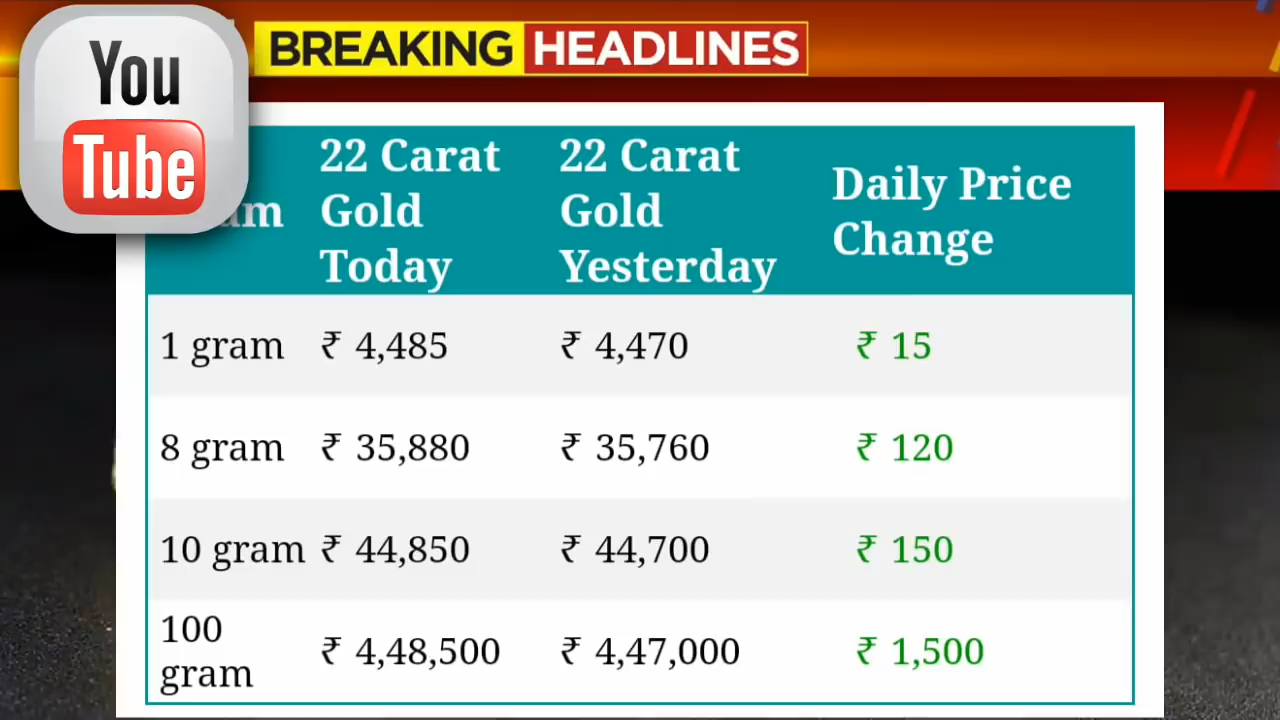 You
Tube
BREAKING HEADLINES
22 Carat Gold Today
22 Carat Gold Yesterday
Daily Price Change
1 gram ₹ 4,485 ₹ 4,470 ₹ 15
8 gram ₹ 35,880 ₹ 35,760 ₹ 120
10 gram ₹ 44,850 ₹ 44,700 ₹ 150
100 gram ₹ 4,48,500 ₹ 4,47,000 ₹ 1,500